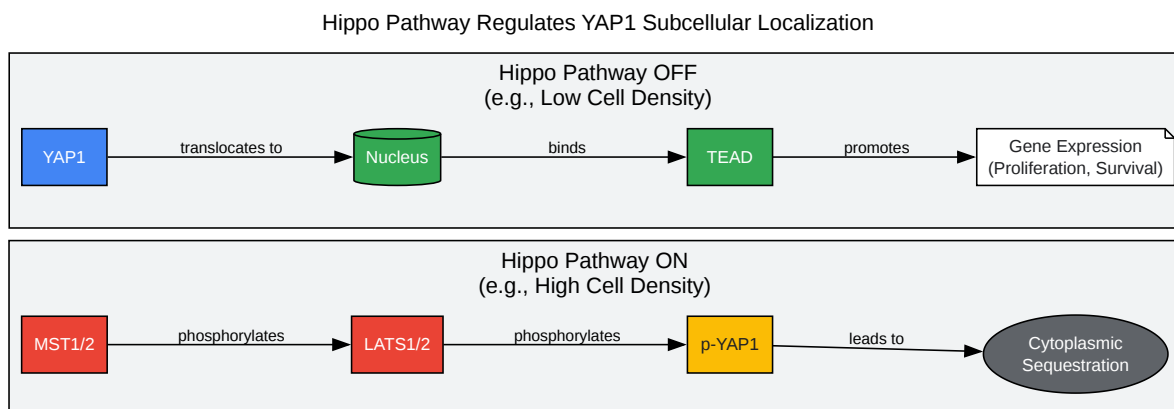 Hippo Pathway Regulates YAP1 Subcellular Localization
Hippo Pathway OFF
(e.g., Low Cell Density)
YAP1
translocates to
Nucleus
binds
TEAD
promotes
Gene Expression
(Proliferation, Survival)
Hippo Pathway ON
(e.g., High Cell Density)
MST1/2
phosphorylates
LATS1/2
phosphorylates
p-YAP1
leads to
Cytoplasmic
Sequestration